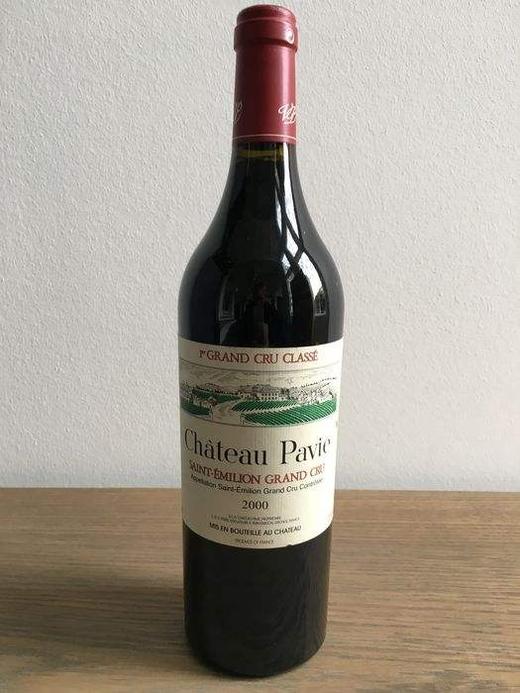 1er GRAND CRU CLASSÉ
Château Pavie
SAINT-ÉMILION GRAND CRU
Appellation Saint-Émilion Grand Cru Contrôlée
2000
MIS EN BOUTEILLE AU CHATEAU
PRODUCE OF FRANCE